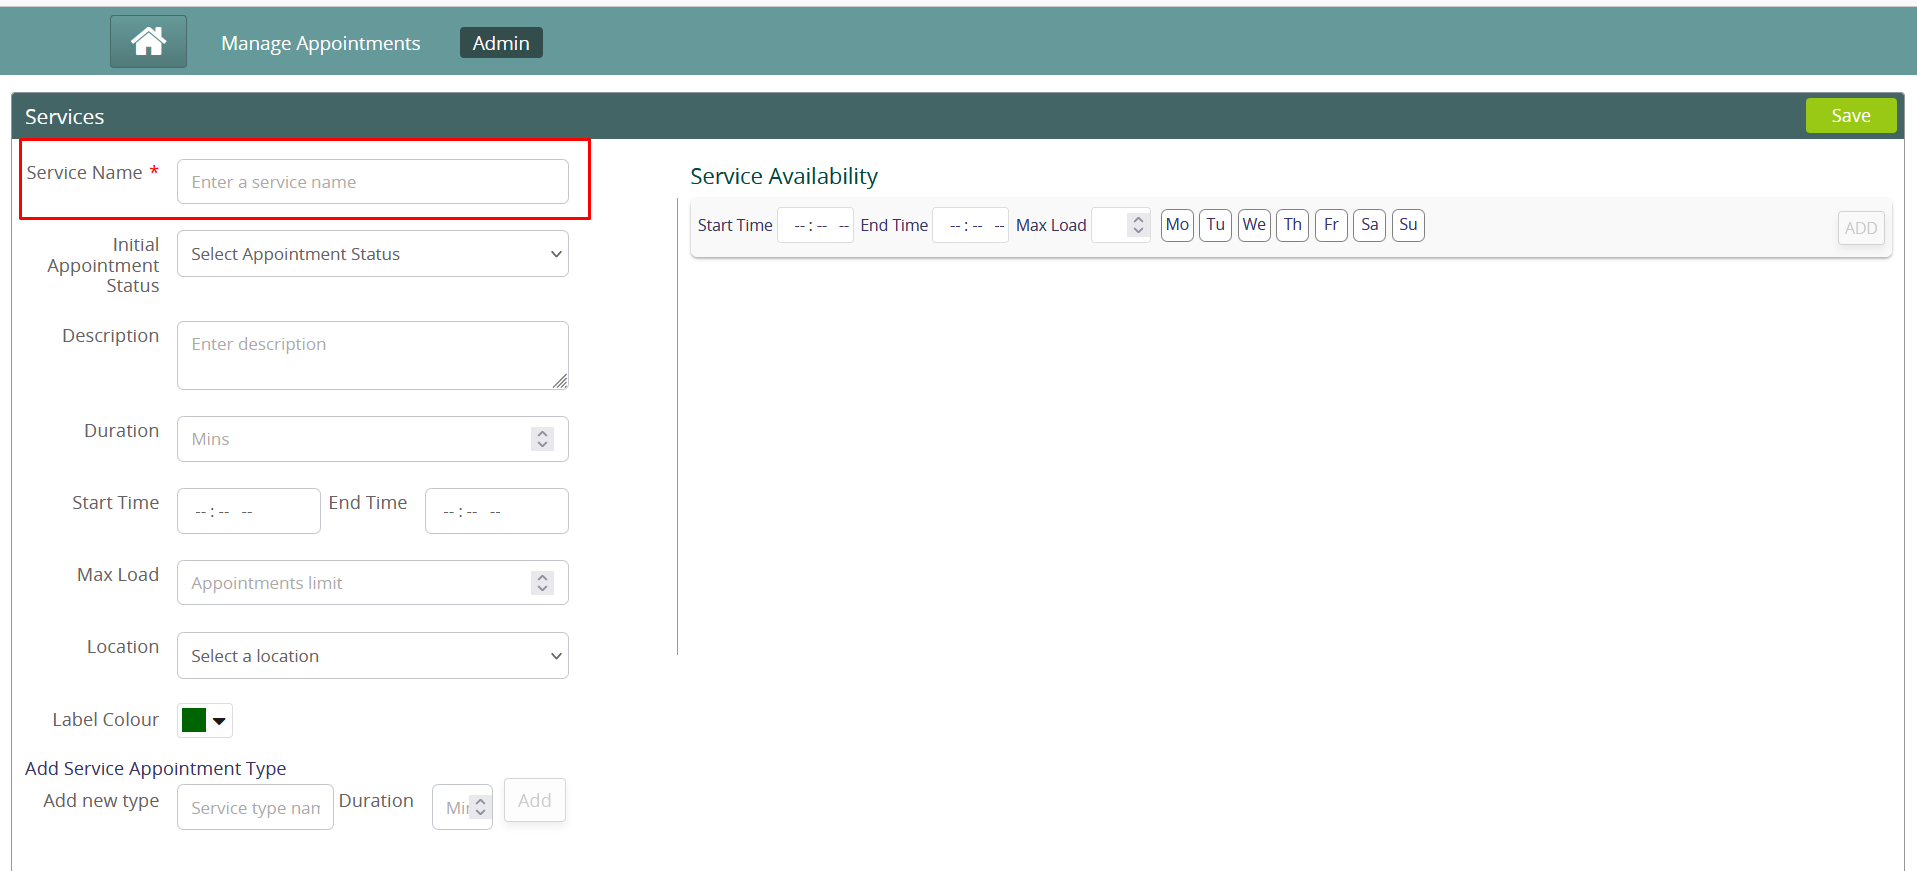 Manage Appointments
Admin
Services
Save
Service Name *
Enter a service name
Initial
Appointment
Status
Select Appointment Status
Description
Enter description
Duration
Mins
Start Time
-- : -- --
End Time
-- : -- --
Max Load
Appointments limit
Location
Select a location
Label Colour
Add Service Appointment Type
Add new type
Service type nam
Duration
Min
Add
Service Availability
Start Time -- : -- -- End Time -- : -- -- Max Load Mo Tu We Th Fr Sa Su ADD